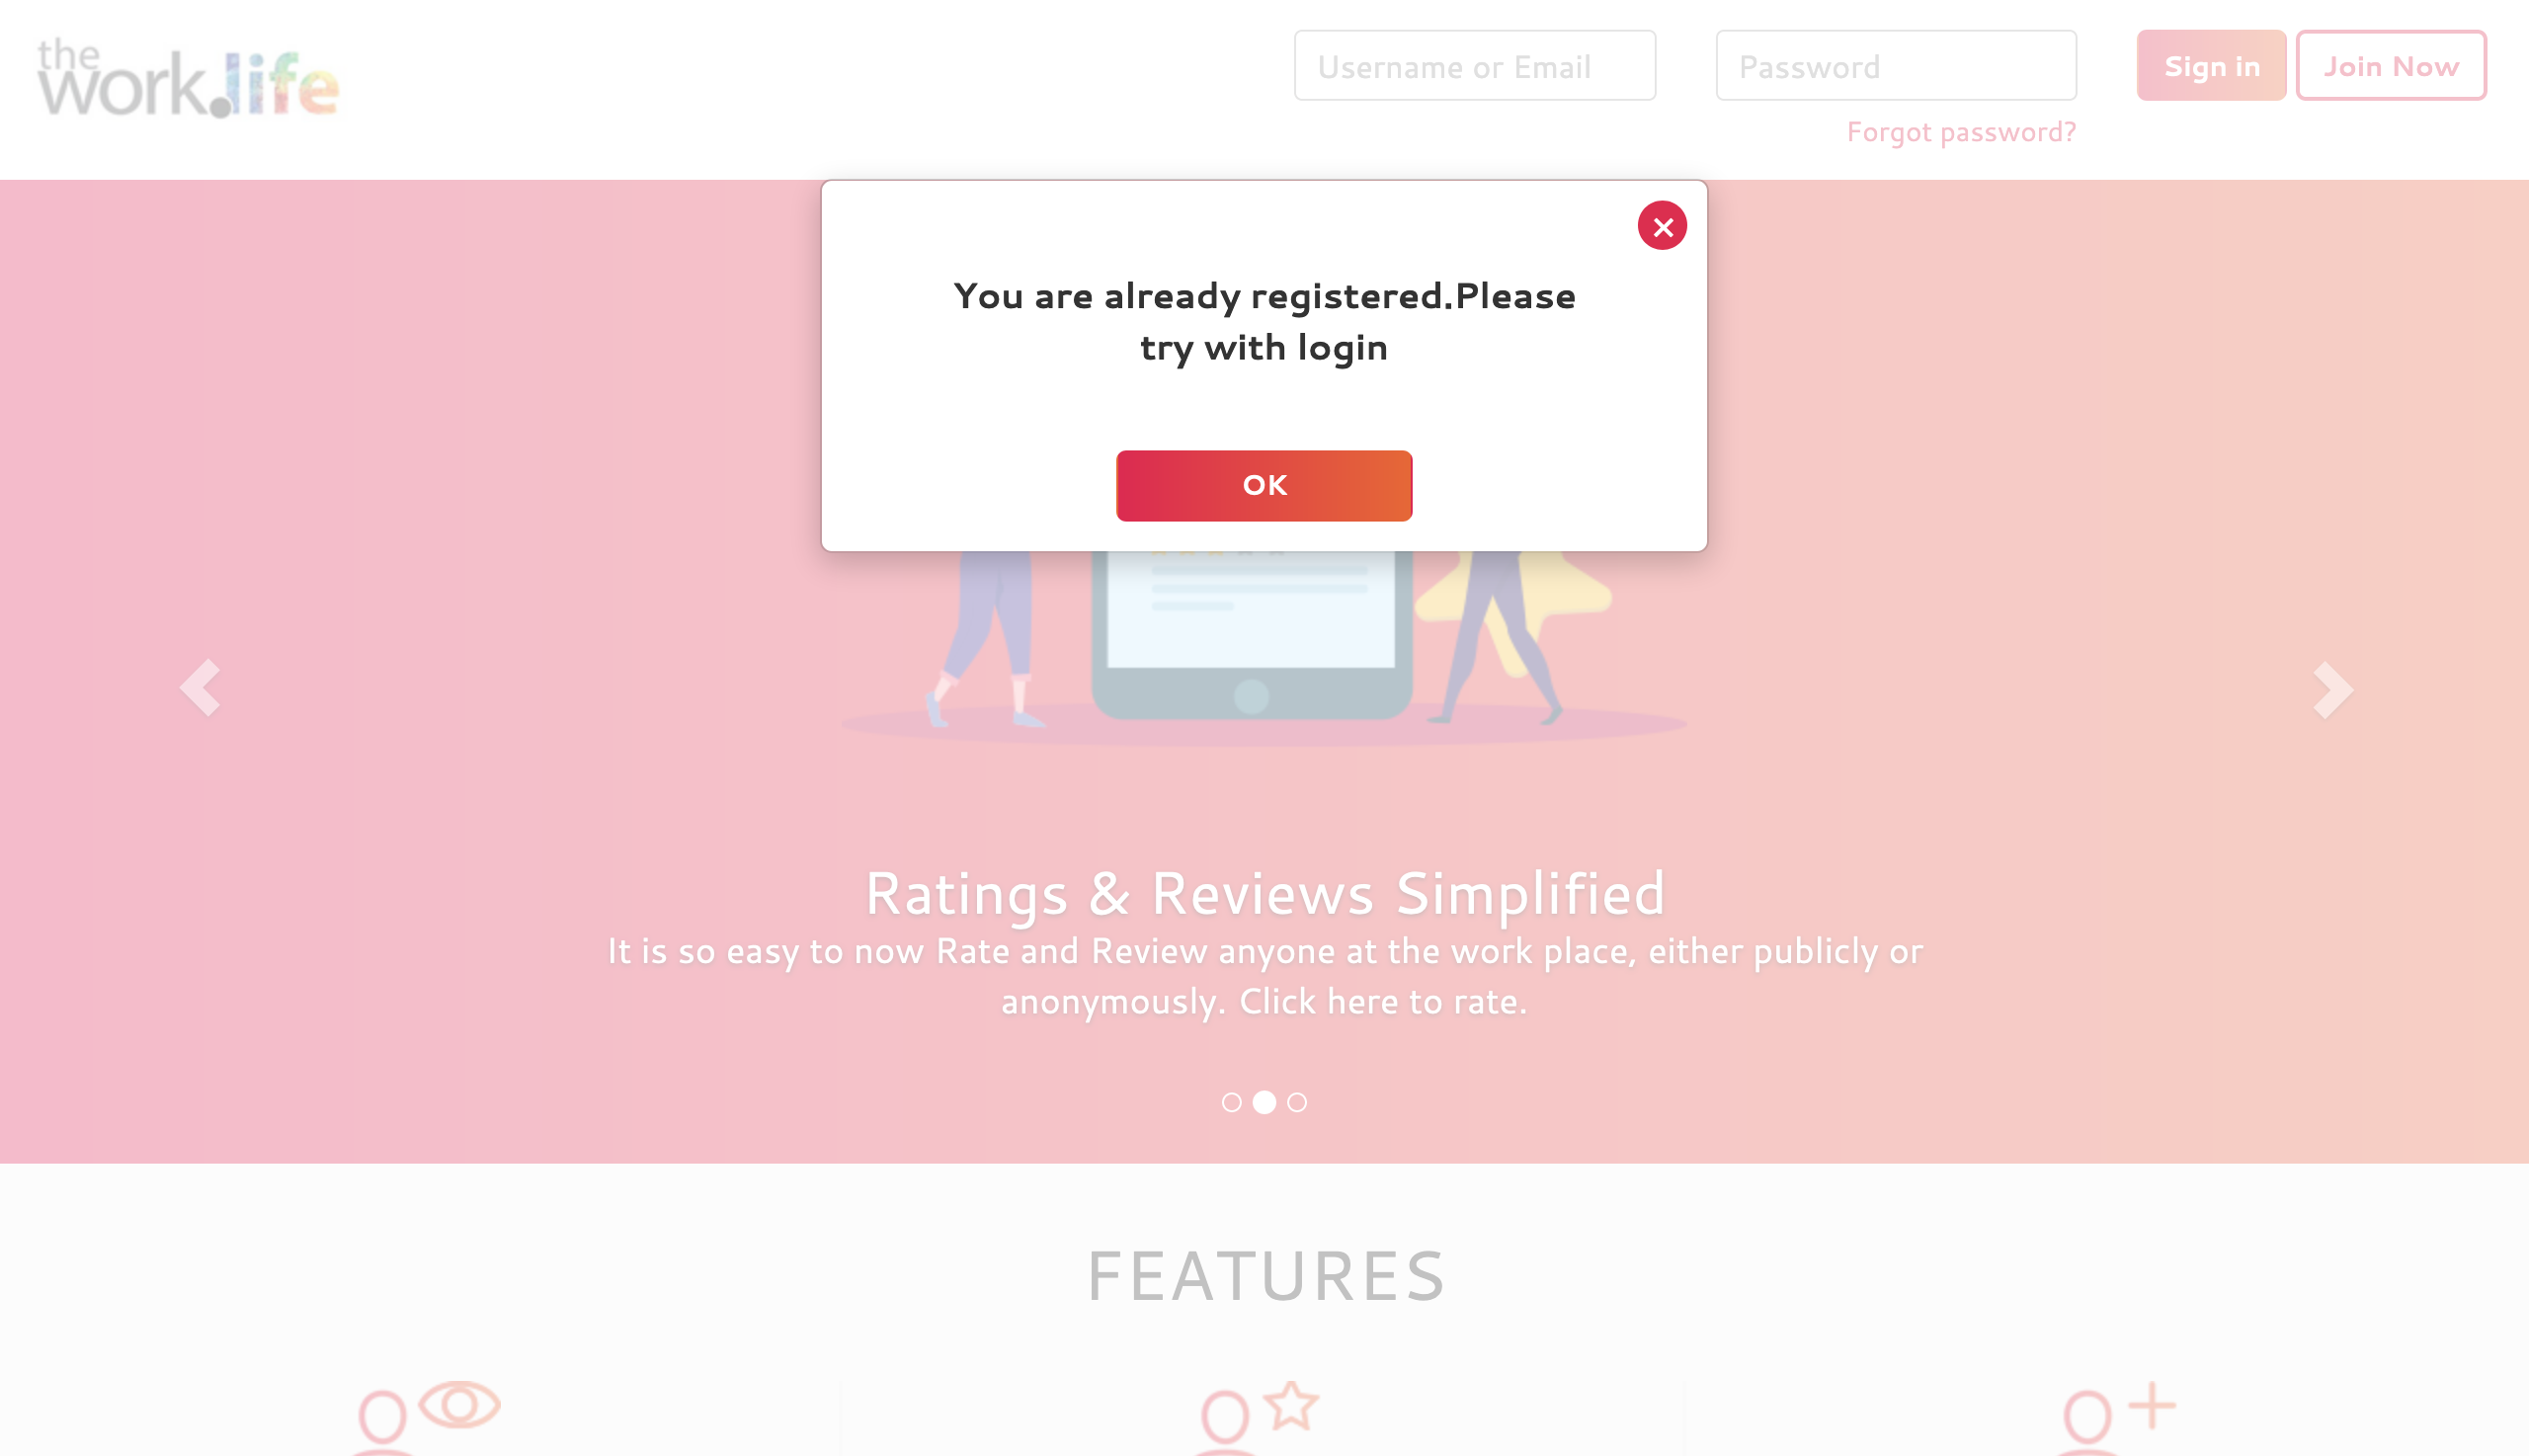 the
work.life
Username or Email
Password
Sign in
Join Now
Forgot password?
You are already registered.Please
try with login
OK
Ratings & Reviews Simplified
It is so easy to now Rate and Review anyone at the work place, either publicly or
anonymously. Click here to rate.
FEATURES